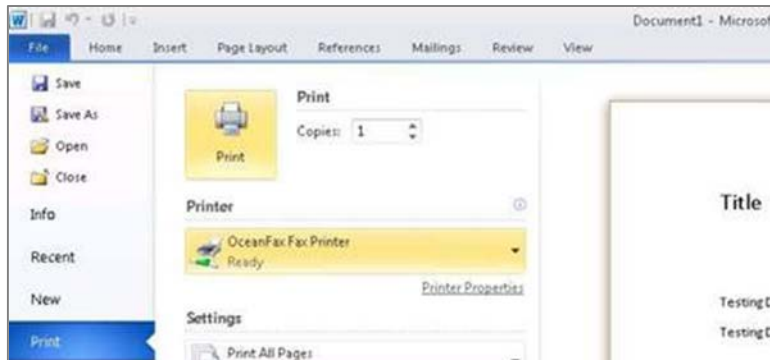 W
Document1 - Microsoft
File Home Insert Page Layout References Mailings Review View
Save
Save As
Open
Close
Info
Recent
New
Print
Print
Print
Copies: 1
Printer
OceanFax Fax Printer
Ready
Printer Properties
Settings
Print All Pages
Title
Testing D
Testing D